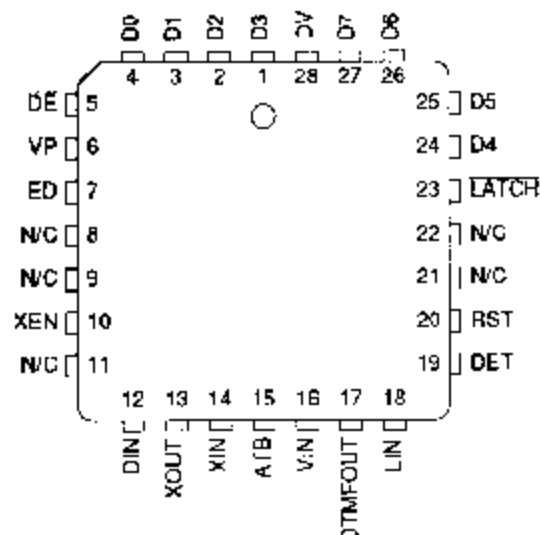 D0 D1 D2 D3 DV D7 D6
4 3 2 1 28 27 26
DE 5
VP 6
ED 7
N/C 8
N/C 9
XEN 10
N/C 11
25 D5
24 D4
23 LATCH
22 N/C
21 N/C
20 RST
19 DET
12 13 14 15 16 17 18
DIN XOUT XIN ATB VIN DTMFOUT LIN